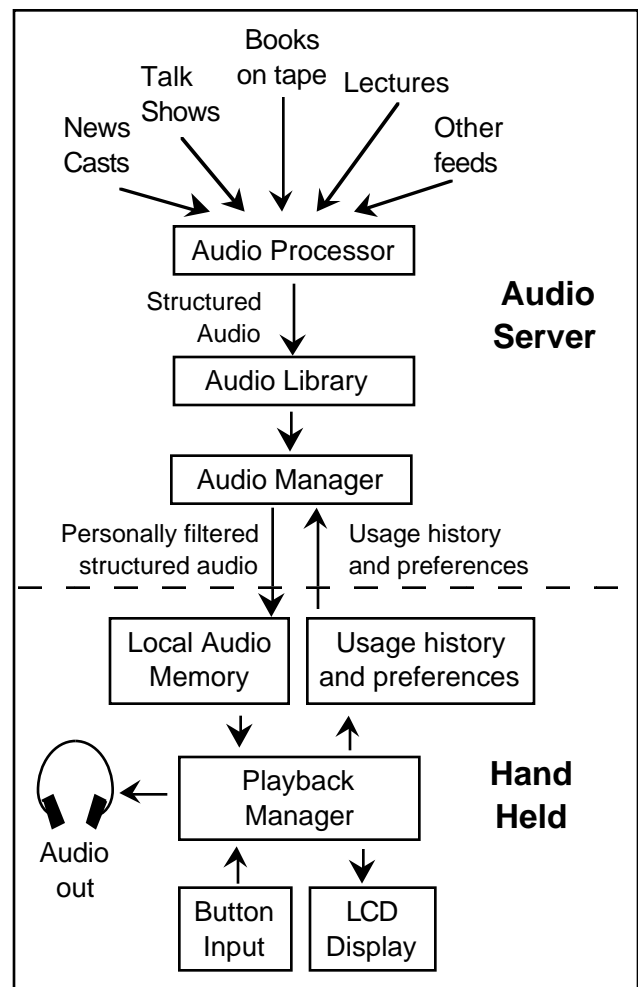 Books
on tape
Talk
Shows
Lectures
News
Casts
Other
feeds
Audio Processor
Structured
Audio
Audio
Server
Audio Library
Audio Manager
Personally filtered
structured audio
Usage history
and preferences
Local Audio
Memory
Usage history
and preferences
Playback
Manager
Hand
Held
Audio
out
Button
Input
LCD
Display